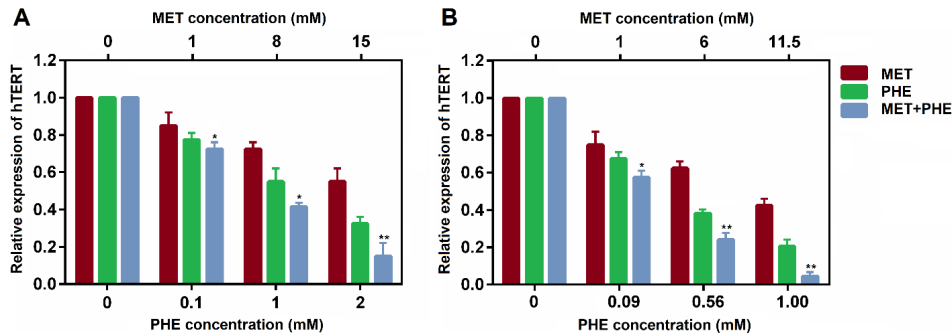 A
MET concentration (mM)
0 1 8 15
Relative expression of hTERT
1.2
1.0
0.8
0.6
0.4
0.2
0.0
*
*
**
0 0.1 1 2
PHE concentration (mM)
B
MET concentration (mM)
0 1 6 11.5
Relative expression of hTERT
1.2
1.0
0.8
0.6
0.4
0.2
0.0
*
**
**
0 0.09 0.56 1.00
PHE concentration (mM)
MET
PHE
MET+PHE